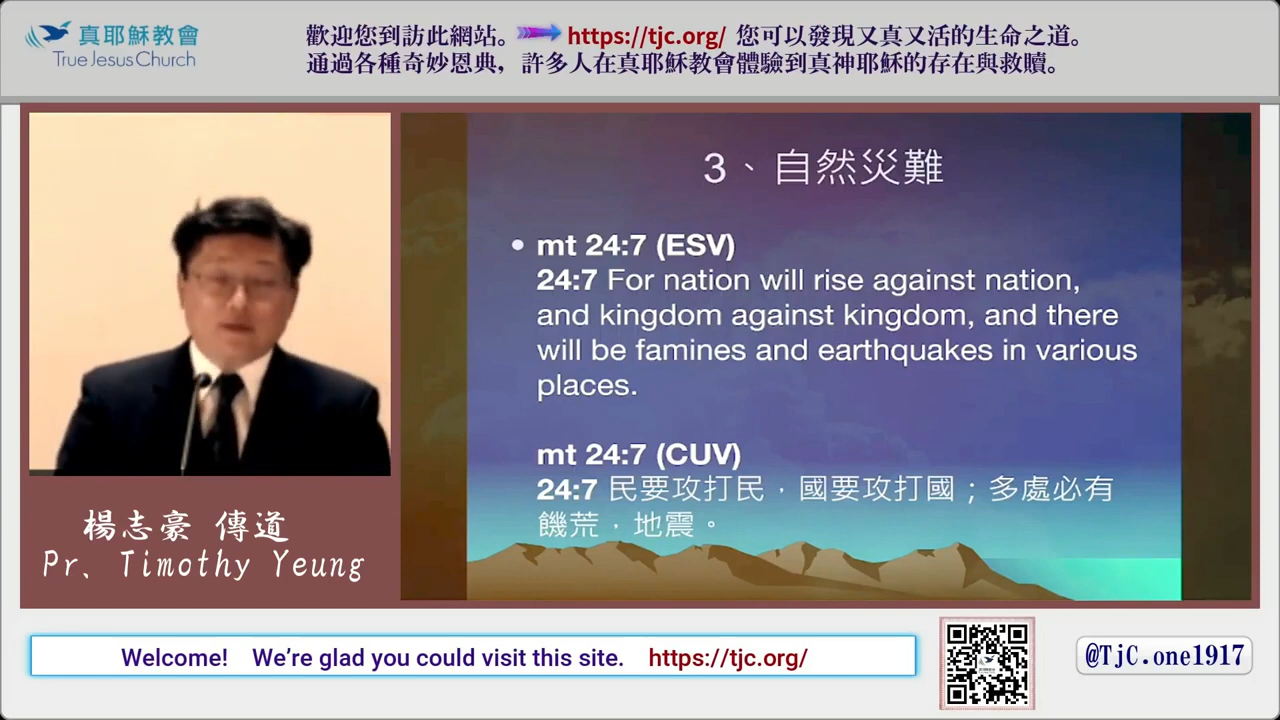 真耶穌教會
True Jesus Church
歡迎您到訪此網站。 https://tjc.org/ 您可以發現又真又活的生命之道。
通過各種奇妙恩典，許多人在真耶穌教會體驗到真神耶穌的存在與救贖。
3、自然災難
• mt 24:7 (ESV)
24:7 For nation will rise against nation,
and kingdom against kingdom, and there
will be famines and earthquakes in various
places.
mt 24:7 (CUV)
24:7 民要攻打民，國要攻打國；多處必有
饑荒．地震。
楊志豪 傳道
Pr. Timothy Yeung
Welcome! We’re glad you could visit this site. https://tjc.org/
@TjC.one1917